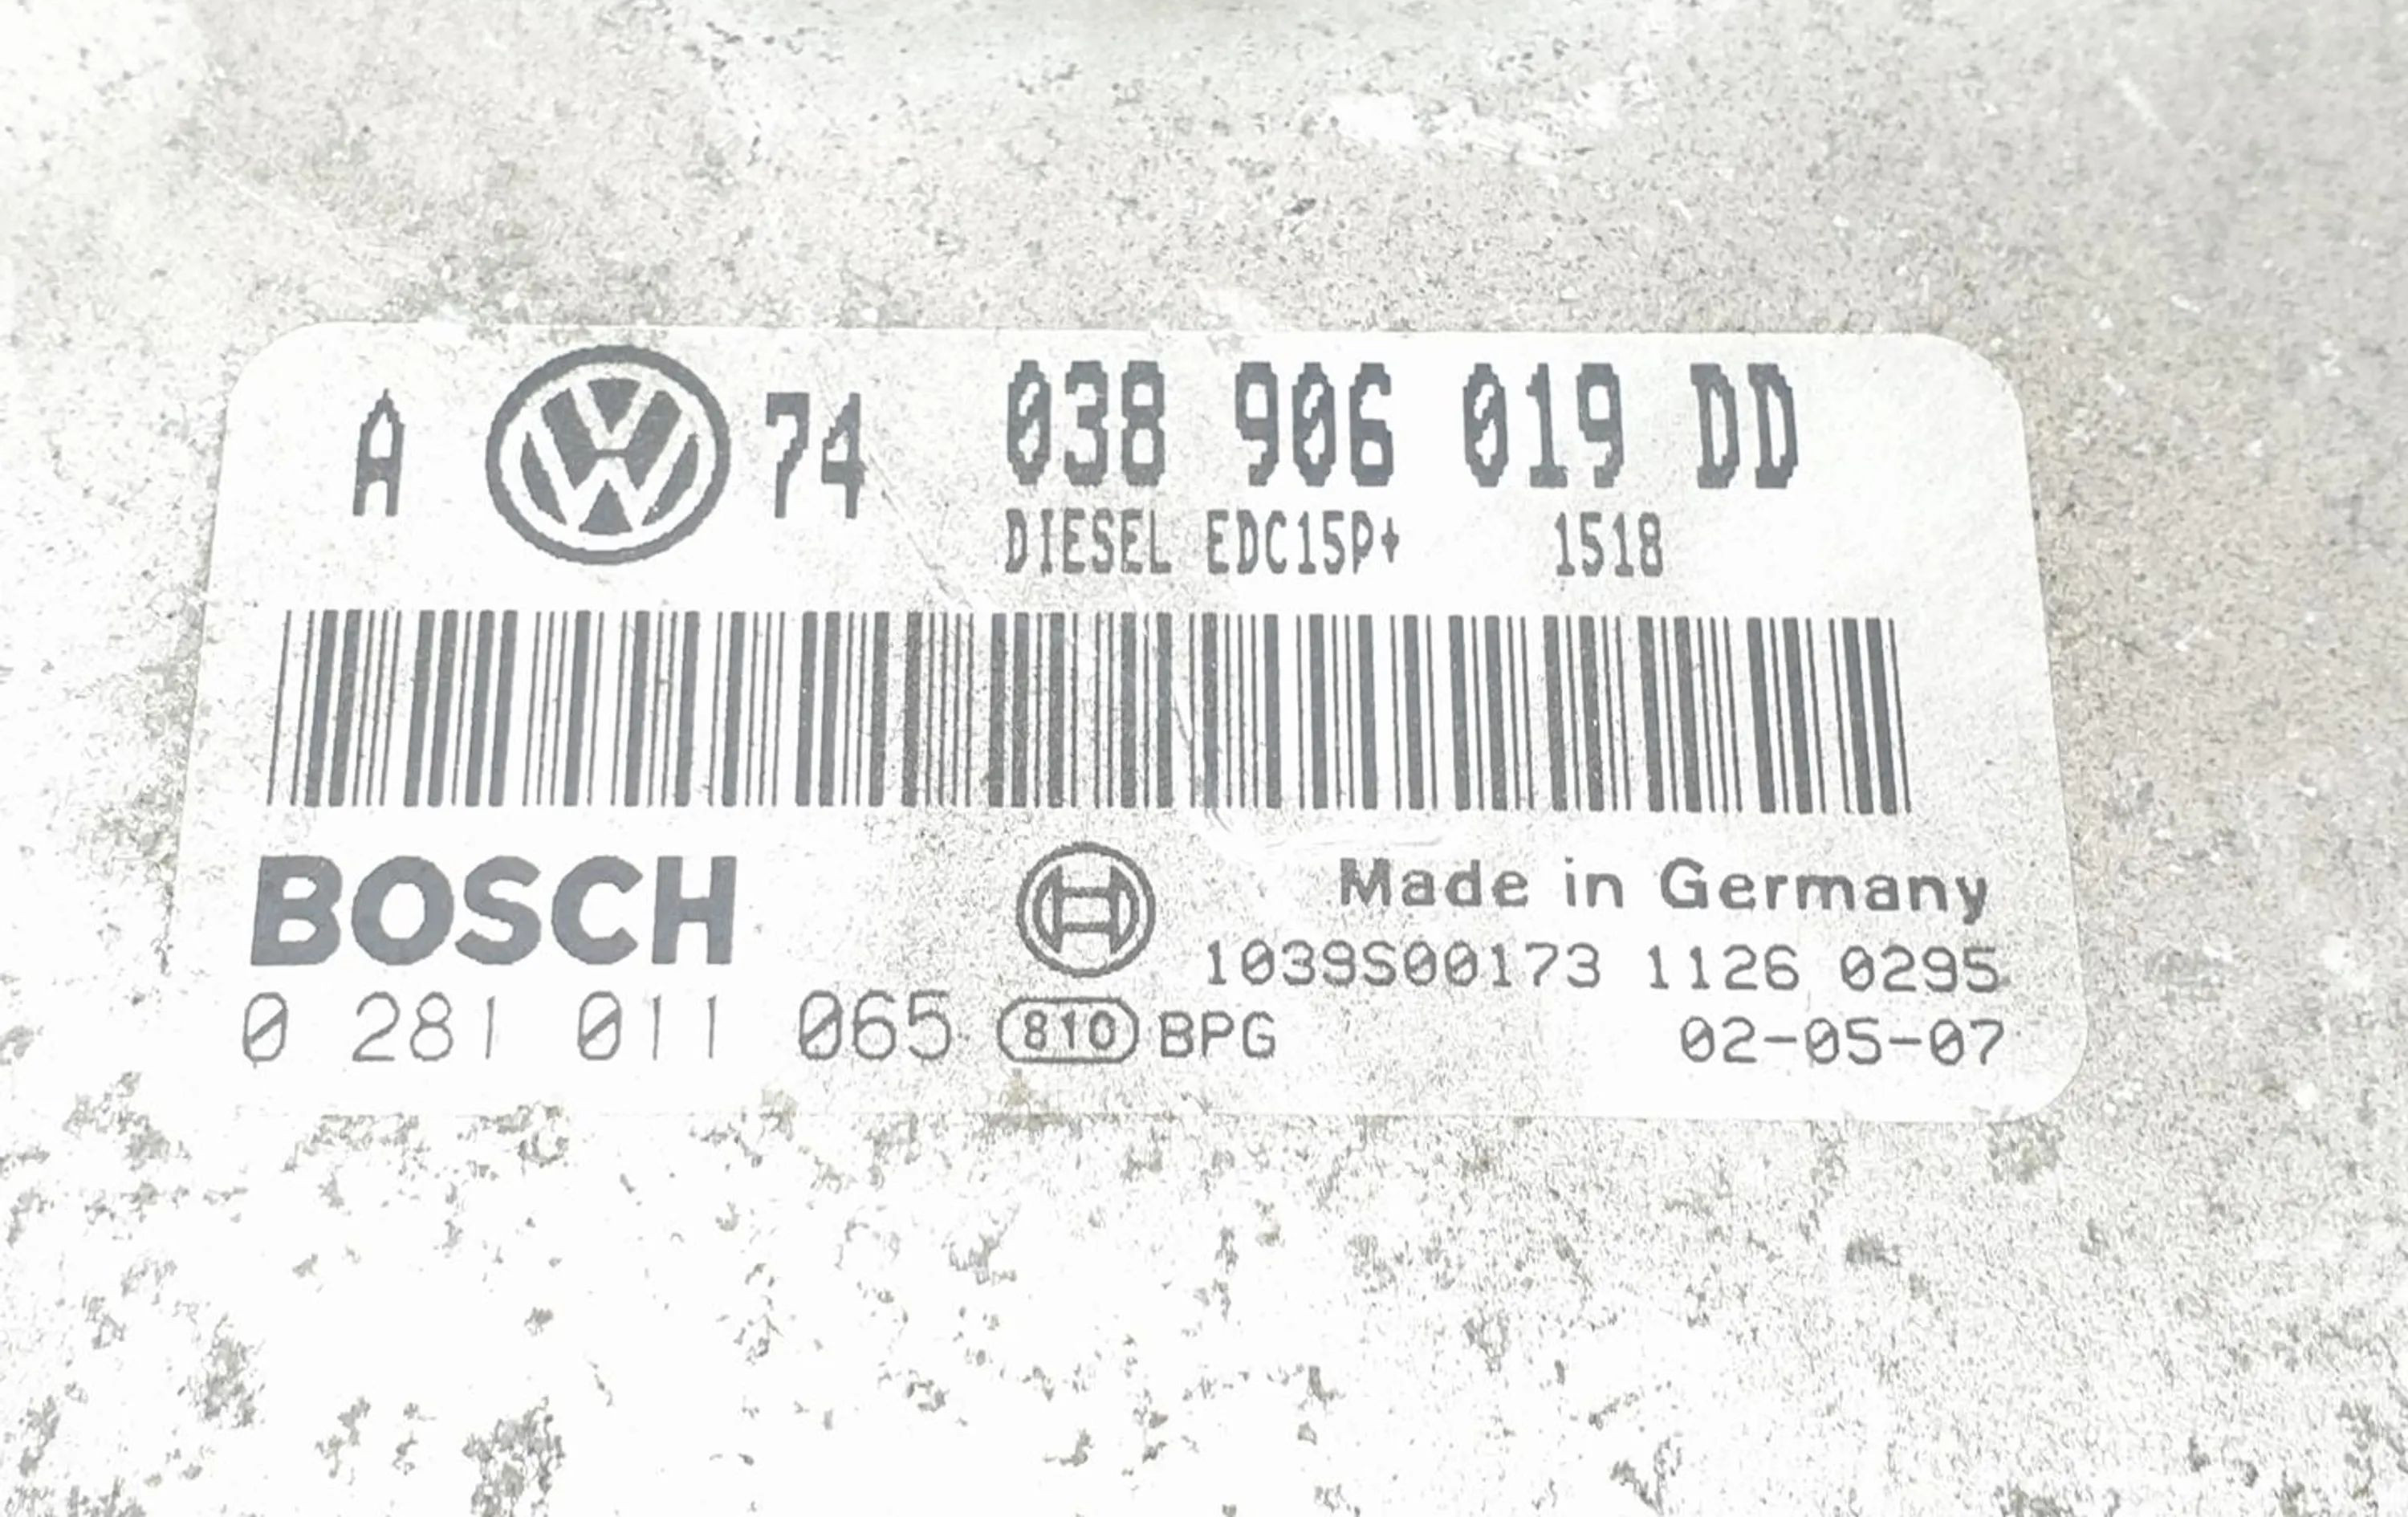 A 74 038 906 019 DD
DIESEL EDC15P+ 1518
BOSCH Made in Germany
1039S00173 1126 0295
0 281 011 065 810 BPG 02-05-07